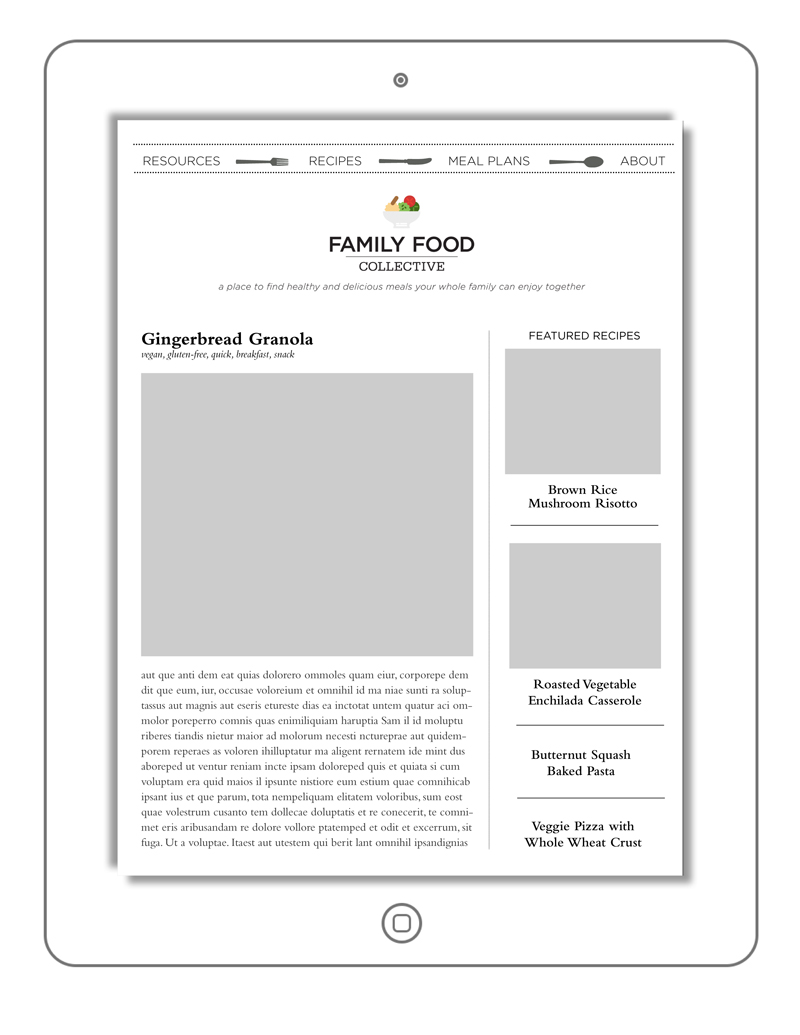 RESOURCES RECIPES MEAL PLANS ABOUT
FAMILY FOOD
COLLECTIVE
a place to find healthy and delicious meals your whole family can enjoy together
Gingerbread Granola
vegan, gluten-free, quick, breakfast, snack
aut que anti dem eat quias dolorero ommoles quam eiur, corporepe dem
dit que eum, iur, occusae voloreium et omnihil id ma niae sunti ra solup-
tassus aut magnis aut eseris etureste dias ea inctotat untem quatur aci om-
molor poreperro comnis quas enimiliquiam haruptia Sam il id moluptu
riberes tiandis nietur maior ad molorum necesti nctureprae aut quidem-
porem reperaes as voloren ihilluptatur ma aligent rernatem ide mint dus
aboreped ut ventur reniam incte ipsam doloreped quis et quiata si cum
voluptam era quid maios il ipsunte nistiore eum estium quae comnihicab
ipsant ius et que parum, tota nempeliquam elitatem voloribus, sum eost
quae volestrum cusanto tem dollecae doluptatis et re conecerit, te comni-
met eris aribusandam re dolore vollore ptatemped et odit et excerrum, sit
fuga. Ut a voluptae. Itaest aut utestem qui berit lant omnihil ipsandignias
FEATURED RECIPES
Brown Rice
Mushroom Risotto
Roasted Vegetable
Enchilada Casserole
Butternut Squash
Baked Pasta
Veggie Pizza with
Whole Wheat Crust